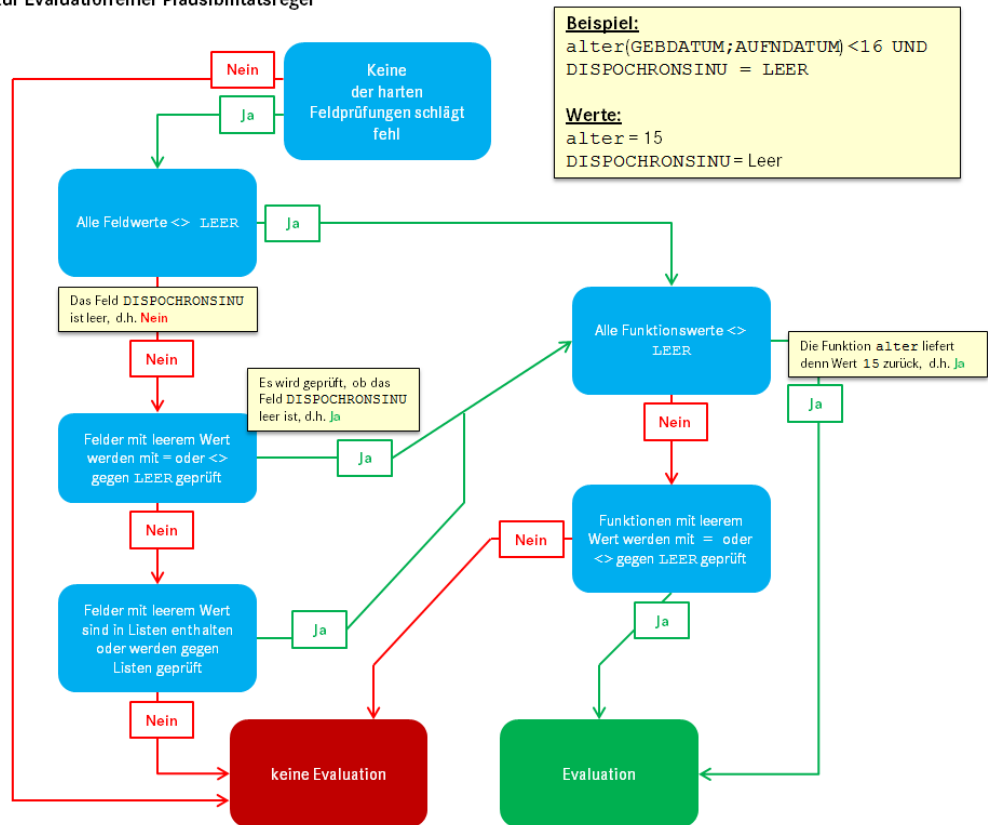 zur Evaluation einer Plausibilitätsregel
Beispiel:
alter(GEBDATUM;AUFNDATUM)<16 UND
DISPOCHRONSINU = LEER
Werte:
alter = 15
DISPOCHRONSINU = Leer
Nein
Ja
Keine
der harten
Feldprüfungen schlägt
fehl
Alle Feldwerte <> LEER
Ja
Das Feld DISPOCHRONSINU
ist leer, d.h. Nein
Nein
Alle Funktionswerte <>
LEER
Die Funktion alter liefert
denn Wert 15 zurück, d.h. Ja
Ja
Es wird geprüft, ob das
Feld DISPOCHRONSINU
leer ist, d.h. Ja
Nein
Felder mit leerem Wert
werden mit = oder <>
gegen LEER geprüft
Ja
Nein
Nein
Funktionen mit leerem
Wert werden mit = oder
<> gegen LEER geprüft
Felder mit leerem Wert
sind in Listen enthalten
oder werden gegen
Listen geprüft
Ja
Ja
Nein
keine Evaluation
Evaluation